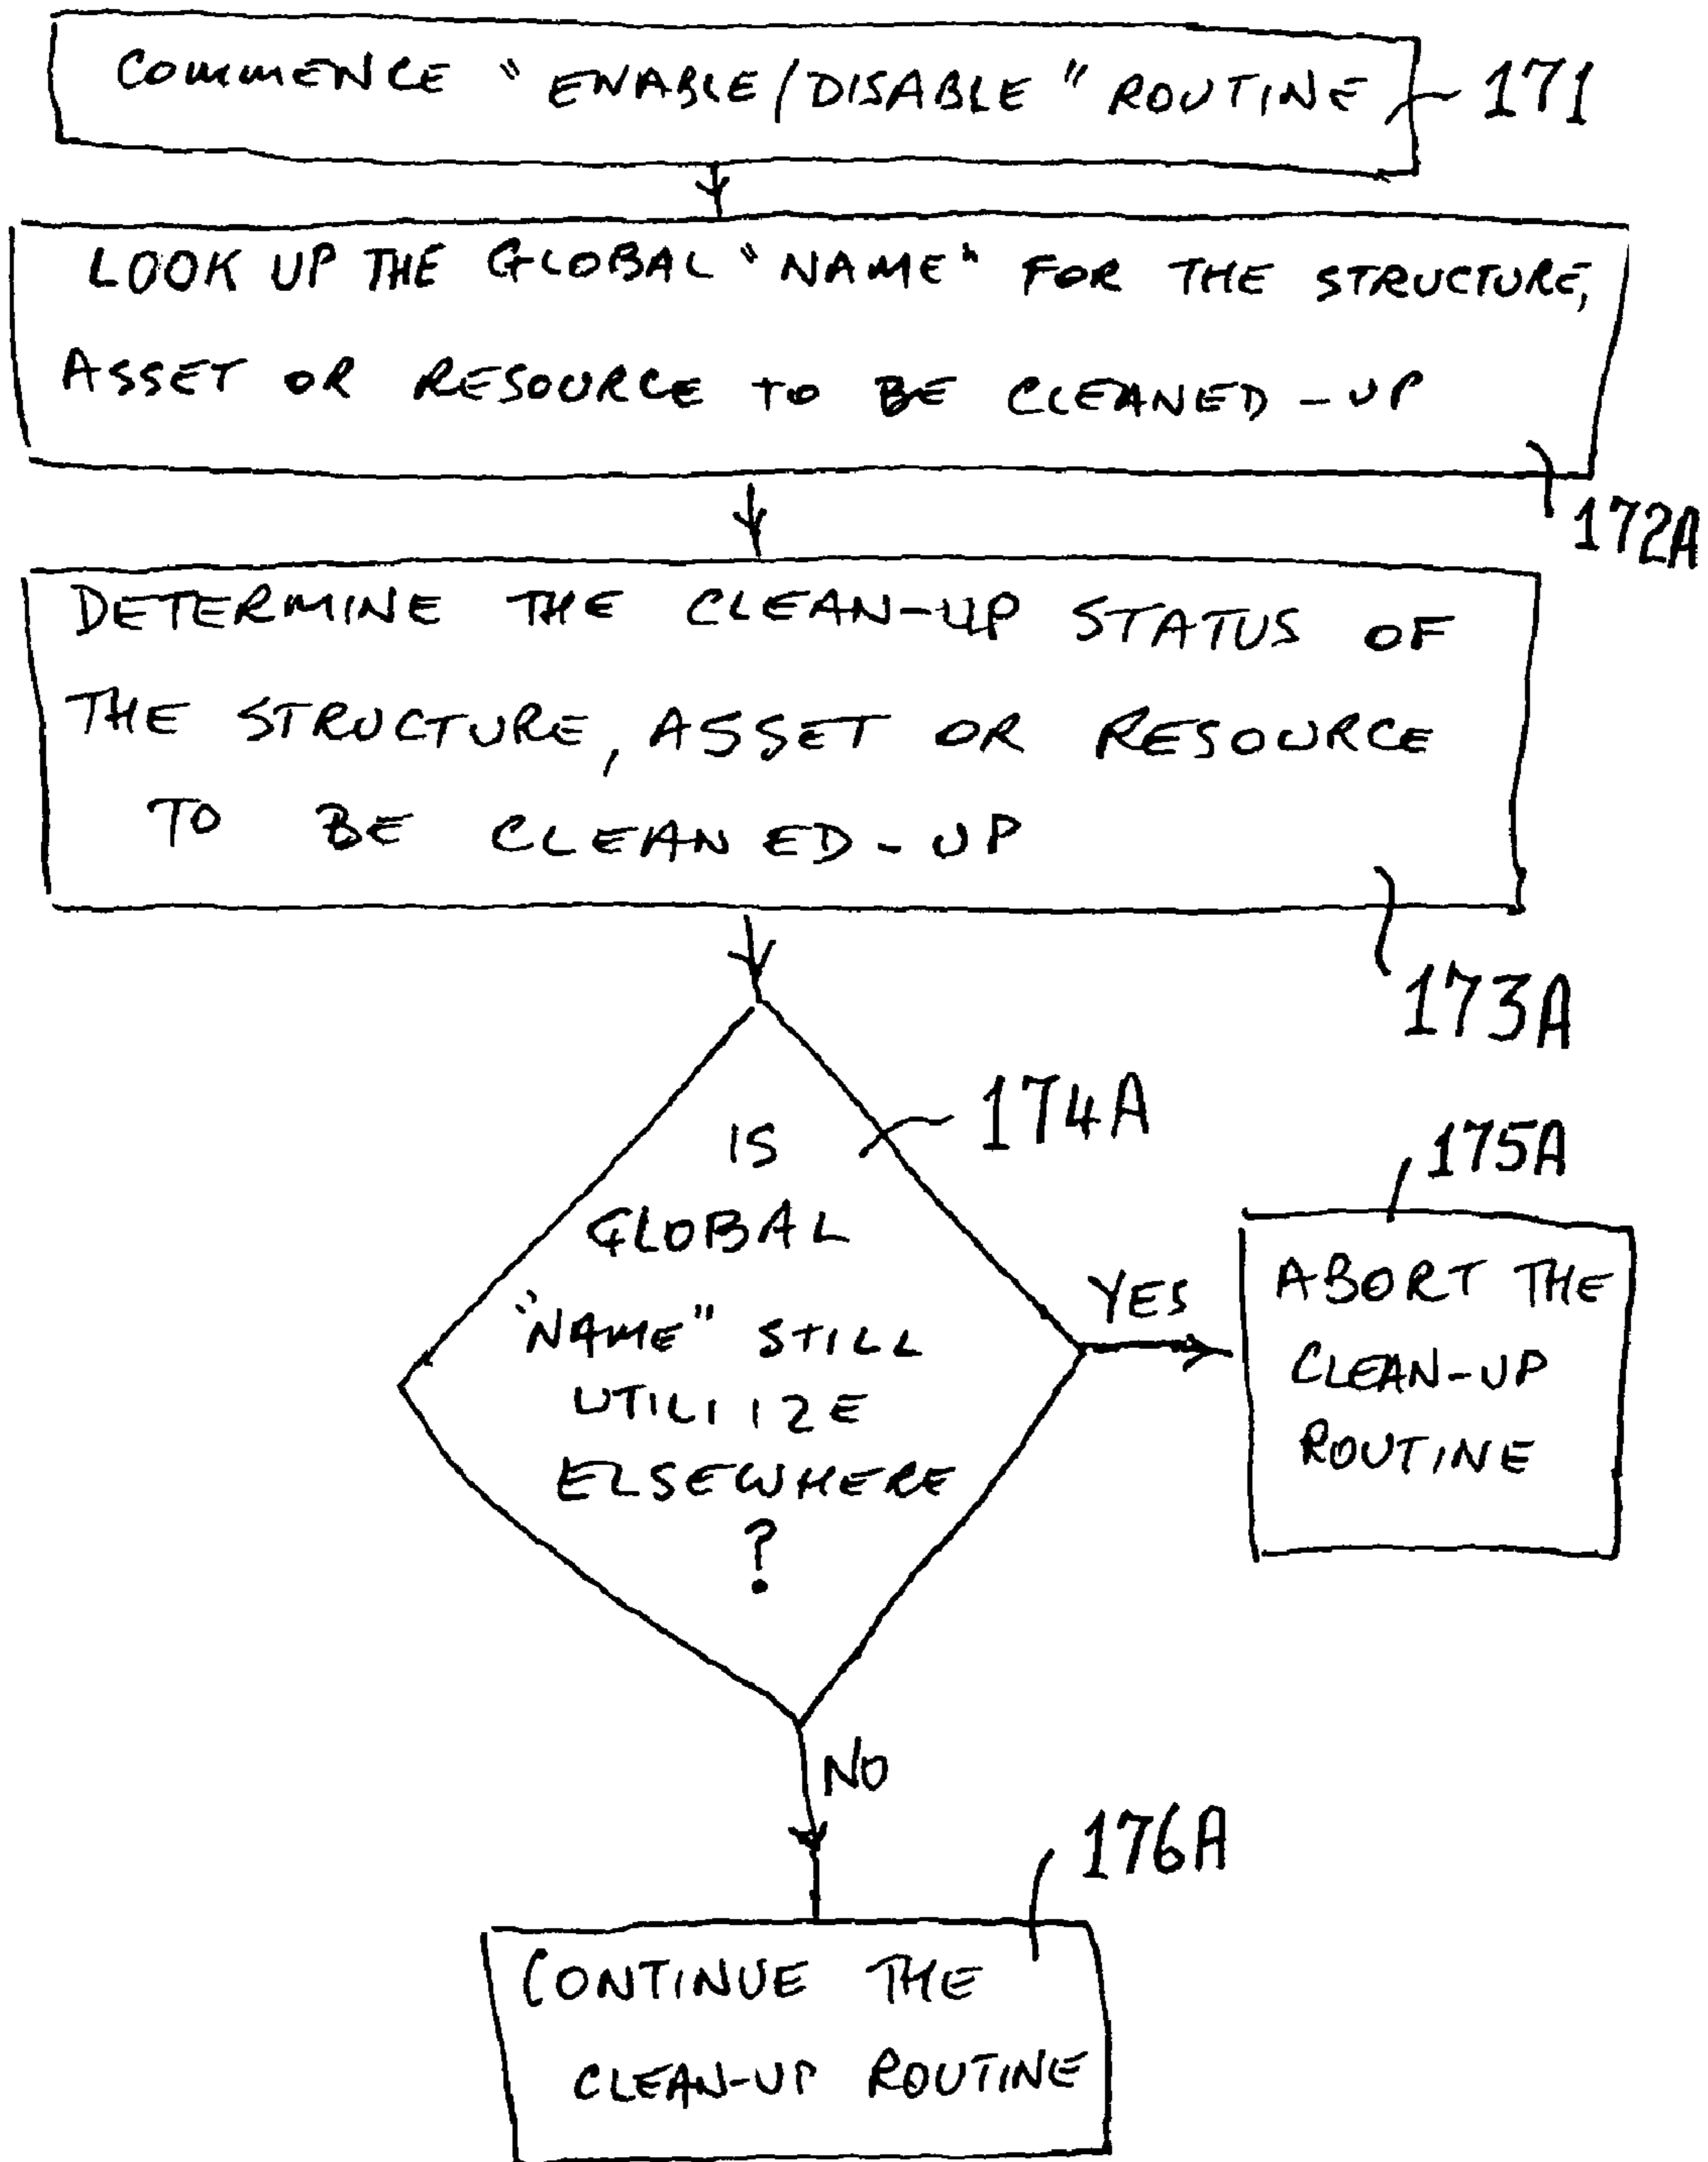 COMMENCE "ENABLE/DISABLE" ROUTINE
171
LOOK UP THE GLOBAL "NAME" FOR THE STRUCTURE,
ASSET OR RESOURCE TO BE CLEANED-UP
172A
DETERMINE THE CLEAN-UP STATUS OF
THE STRUCTURE, ASSET OR RESOURCE
TO BE CLEANED-UP
173A
174A
IS
GLOBAL
"NAME" STILL
UTILIIZE
ELSEWHERE
?
YES
175A
ABORT THE
CLEAN-UP
ROUTINE
NO
176A
CONTINUE THE
CLEAN-UP ROUTINE